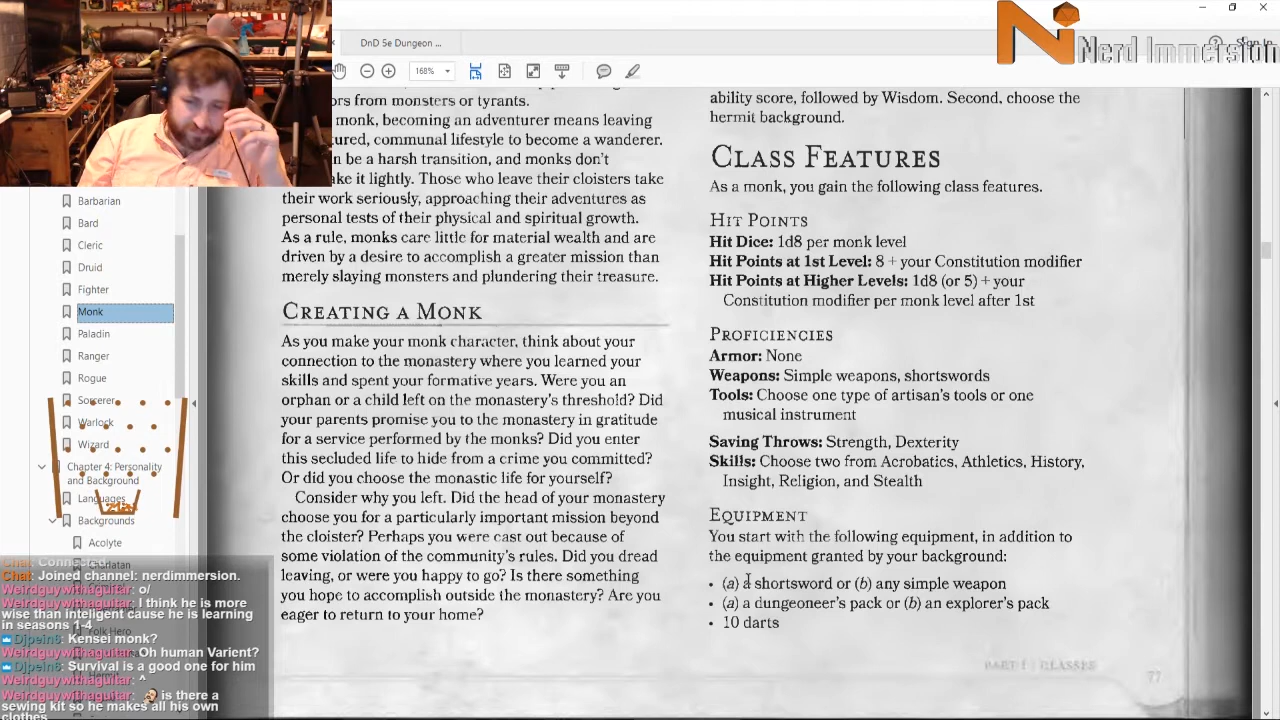 DnD 5e Dungeon ...
Sign In
Nerd Immersion
168%
Barbarian
Bard
Cleric
Druid
Fighter
Monk
Paladin
Ranger
Rogue
Sorcerer
Warlock
Wizard
Chapter 4: Personality
and Background
Languages
Backgrounds
Acolyte
Chat: Connected
Chat: Joined channel: nerdimmersion.
Weirdguywithaguitar: o/
Weirdguywithaguitar: I think he is more
wise than inteligent cause he is learning
in seasons 1-4
Djpein6: Kensei monk?
Weirdguywithaguitar: Oh human Varient?
Djpein6: Survival is a good one for him
Weirdguywithaguitar: ^
Weirdguywithaguitar: is there a
sewing kit so he makes all his own
clothes
ors from monsters or tyrants.
monk, becoming an adventurer means leaving
ured, communal lifestyle to become a wanderer.
n be a harsh transition, and monks don't
ke it lightly. Those who leave their cloisters take
their work seriously, approaching their adventures as
personal tests of their physical and spiritual growth.
As a rule, monks care little for material wealth and are
driven by a desire to accomplish a greater mission than
merely slaying monsters and plundering their treasure.
CREATING A MONK
As you make your monk character, think about your
connection to the monastery where you learned your
skills and spent your formative years. Were you an
orphan or a child left on the monastery's threshold? Did
your parents promise you to the monastery in gratitude
for a service performed by the monks? Did you enter
this secluded life to hide from a crime you committed?
Or did you choose the monastic life for yourself?
Consider why you left. Did the head of your monastery
choose you for a particularly important mission beyond
the cloister? Perhaps you were cast out because of
some violation of the community's rules. Did you dread
leaving, or were you happy to go? Is there something
you hope to accomplish outside the monastery? Are you
eager to return to your home?
ability score, followed by Wisdom. Second, choose the
hermit background.
CLASS FEATURES
As a monk, you gain the following class features.
HIT POINTS
Hit Dice: 1d8 per monk level
Hit Points at 1st Level: 8 + your Constitution modifier
Hit Points at Higher Levels: 1d8 (or 5) + your
Constitution modifier per monk level after 1st
PROFICIENCIES
Armor: None
Weapons: Simple weapons, shortswords
Tools: Choose one type of artisan's tools or one
musical instrument
Saving Throws: Strength, Dexterity
Skills: Choose two from Acrobatics, Athletics, History,
Insight, Religion, and Stealth
EQUIPMENT
You start with the following equipment, in addition to
the equipment granted by your background:
• (a) a shortsword or (b) any simple weapon
• (a) a dungeoneer's pack or (b) an explorer's pack
• 10 darts
PART 1 | CLASSES
77